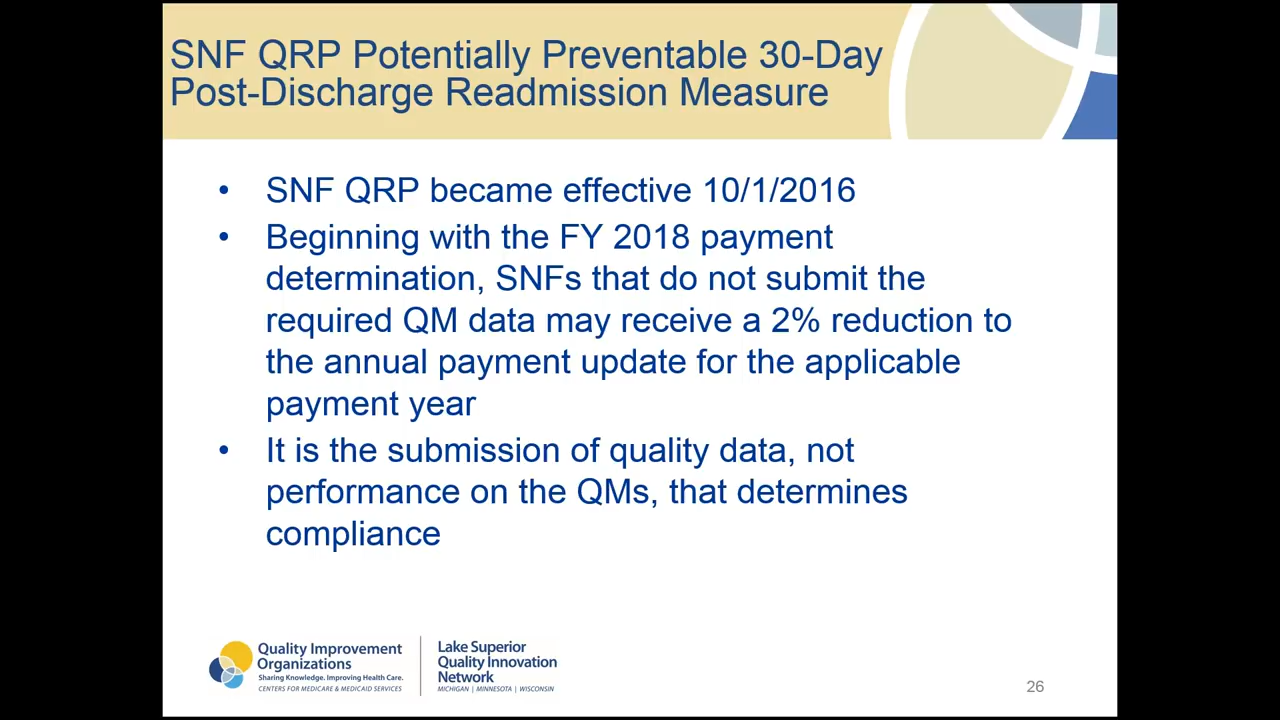 SNF QRP Potentially Preventable 30-Day
Post-Discharge Readmission Measure
• SNF QRP became effective 10/1/2016
• Beginning with the FY 2018 payment
determination, SNFs that do not submit the
required QM data may receive a 2% reduction to
the annual payment update for the applicable
payment year
• It is the submission of quality data, not
performance on the QMs, that determines
compliance
Quality Improvement
Organizations
Sharing Knowledge. Improving Health Care.
CENTERS FOR MEDICARE & MEDICAID SERVICES
Lake Superior
Quality Innovation
Network
MICHIGAN | MINNESOTA | WISCONSIN
26